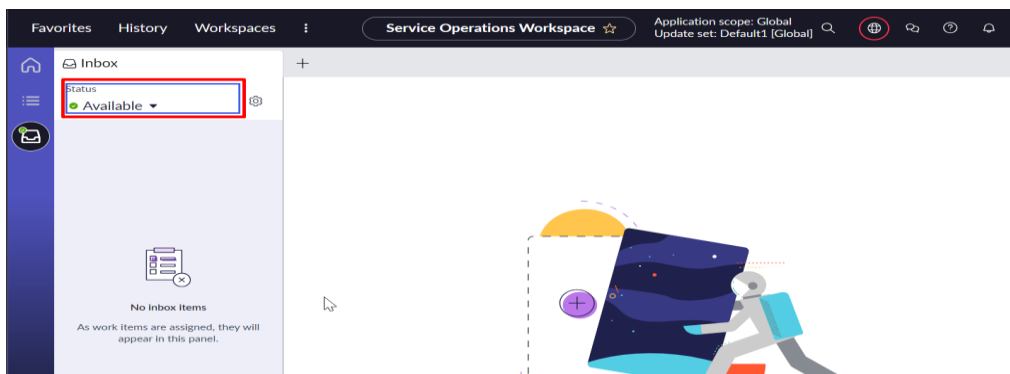 Favorites History Workspaces Service Operations Workspace
Application scope: Global
Update set: Default1 [Global]
Inbox
Status
Available
No inbox items
As work items are assigned, they will
appear in this panel.